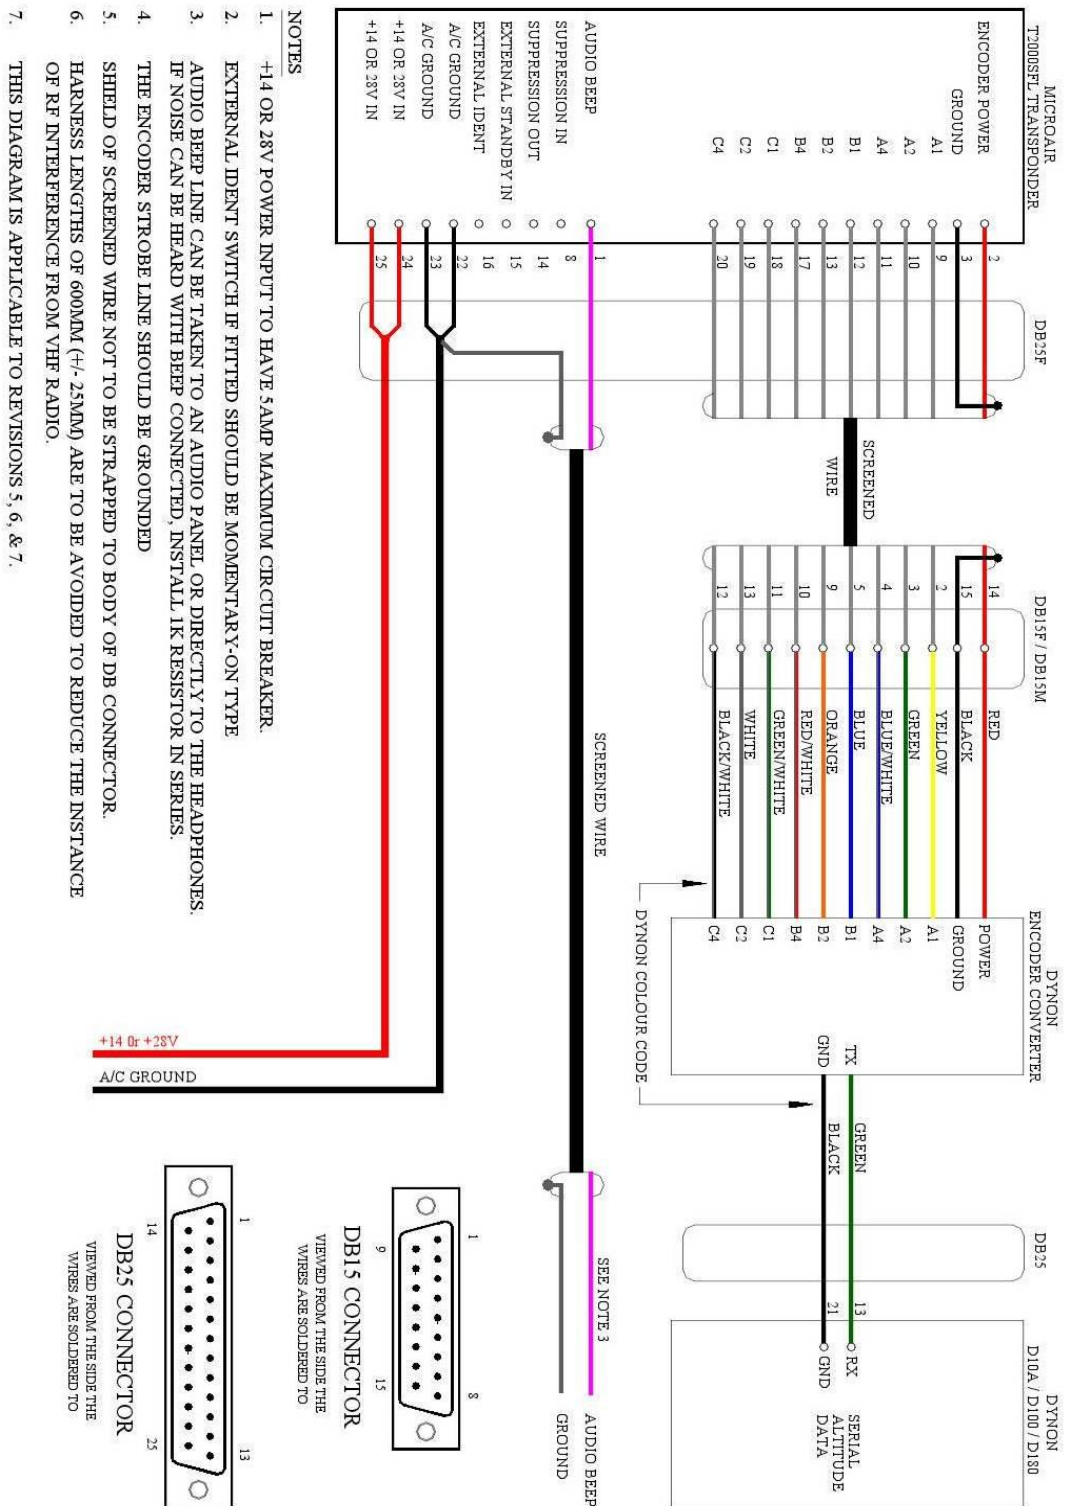 MICROAIR
T2000SFL TRANSPONDER
ENCODER POWER
GROUND
A1
A2
A4
B1
B2
B4
C1
C2
C4
AUDIO BEEP
SUPPRESSION IN
SUPPRESSION OUT
EXTERNAL STANDBY IN
EXTERNAL IDENT
A/C GROUND
A/C GROUND
+14 OR 28V IN
+14 OR 28V IN
2
3
9
10
11
12
13
17
18
19
20
1
8
14
15
16
22
23
24
25
DB25F
SCREENED
WIRE
DB15F / DB15M
14
15
2
3
4
5
9
10
11
13
12
RED
BLACK
YELLOW
GREEN
BLUE/WHITE
BLUE
ORANGE
RED/WHITE
GREEN/WHITE
WHITE
BLACK/WHITE
DYNON
ENCODER CONVERTER
POWER
GROUND
A1
A2
A4
B1
B2
B4
C1
C2
C4
TX
GND
DYNON COLOUR CODE
GREEN
BLACK
DB25
13
21
DYNON
D10A / D100 / D180
RX
GND
SERIAL
ALTITUDE
DATA
SCREENED WIRE
SEE NOTE 3
AUDIO BEEP
GROUND
+14 0r +28V
A/C GROUND
NOTES
1. +14 OR 28V POWER INPUT TO HAVE 5AMP MAXIMUM CIRCUIT BREAKER.
2. EXTERNAL IDENT SWITCH IF FITTED SHOULD BE MOMENTARY-ON TYPE
3. AUDIO BEEP LINE CAN BE TAKEN TO AN AUDIO PANEL OR DIRECTLY TO THE HEADPHONES.
IF NOISE CAN BE HEARD WITH BEEP CONNECTED, INSTALL 1K RESISTOR IN SERIES.
4. THE ENCODER STROBE LINE SHOULD BE GROUNDED
5. SHIELD OF SCREENED WIRE NOT TO BE STRAPPED TO BODY OF DB CONNECTOR.
6. HARNESS LENGTHS OF 600MM (+/- 25MM) ARE TO BE AVOIDED TO REDUCE THE INSTANCE
OF RF INTERFERENCE FROM VHF RADIO.
7. THIS DIAGRAM IS APPLICABLE TO REVISIONS 5, 6, & 7.
1
8
9
15
DB15 CONNECTOR
VIEWED FROM THE SIDE THE
WIRES ARE SOLDERED TO
1
13
14
25
DB25 CONNECTOR
VIEWED FROM THE SIDE THE
WIRES ARE SOLDERED TO